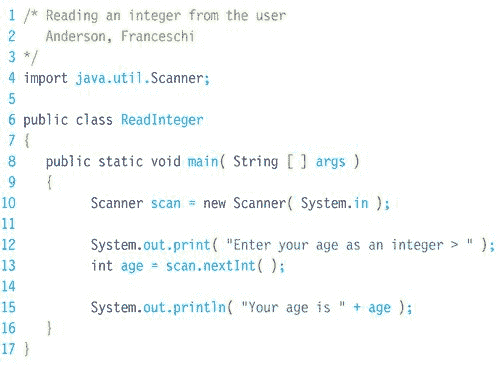 1 /* Reading an integer from the user
2    Anderson, Franceschi
3 */
4 import java.util.Scanner;
5
6 public class ReadInteger
7 {
8    public static void main( String [ ] args )
9    {
10         Scanner scan = new Scanner( System.in );
11
12         System.out.print( "Enter your age as an integer > " );
13         int age = scan.nextInt( );
14
15         System.out.println( "Your age is " + age );
16    }
17 }